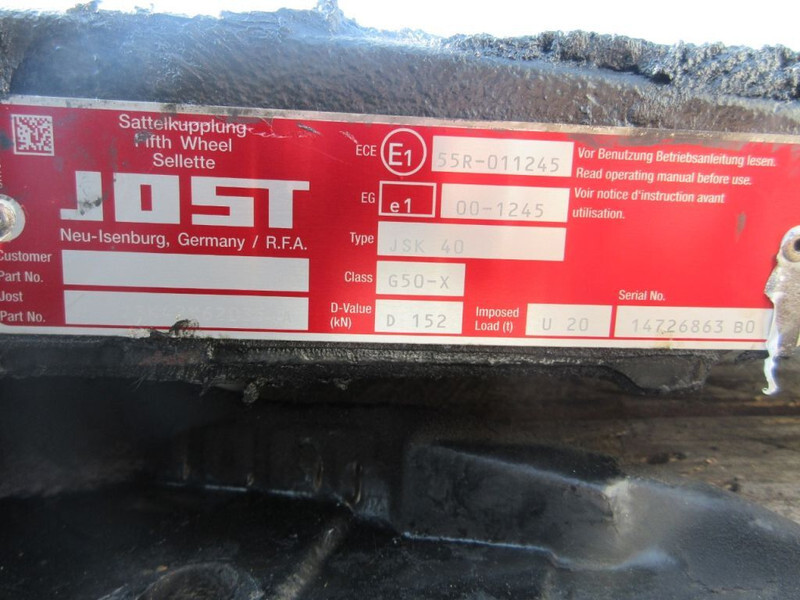 Sattelkupplung
Fifth Wheel
Sellette
JOST
Neu-Isenburg, Germany / R.F.A.
Customer
Part No.
Jost
Part No.
ECE E1 55R-011245
EG e1 00-1245
Type JSK 40
Class G50-X
D-Value
(kN) D 152
Imposed
Load (t) U 20
Serial No.
14726863 B0
Vor Benutzung Betriebsanleitung lesen.
Read operating manual before use.
Voir notice d'instruction avant
utilisation.